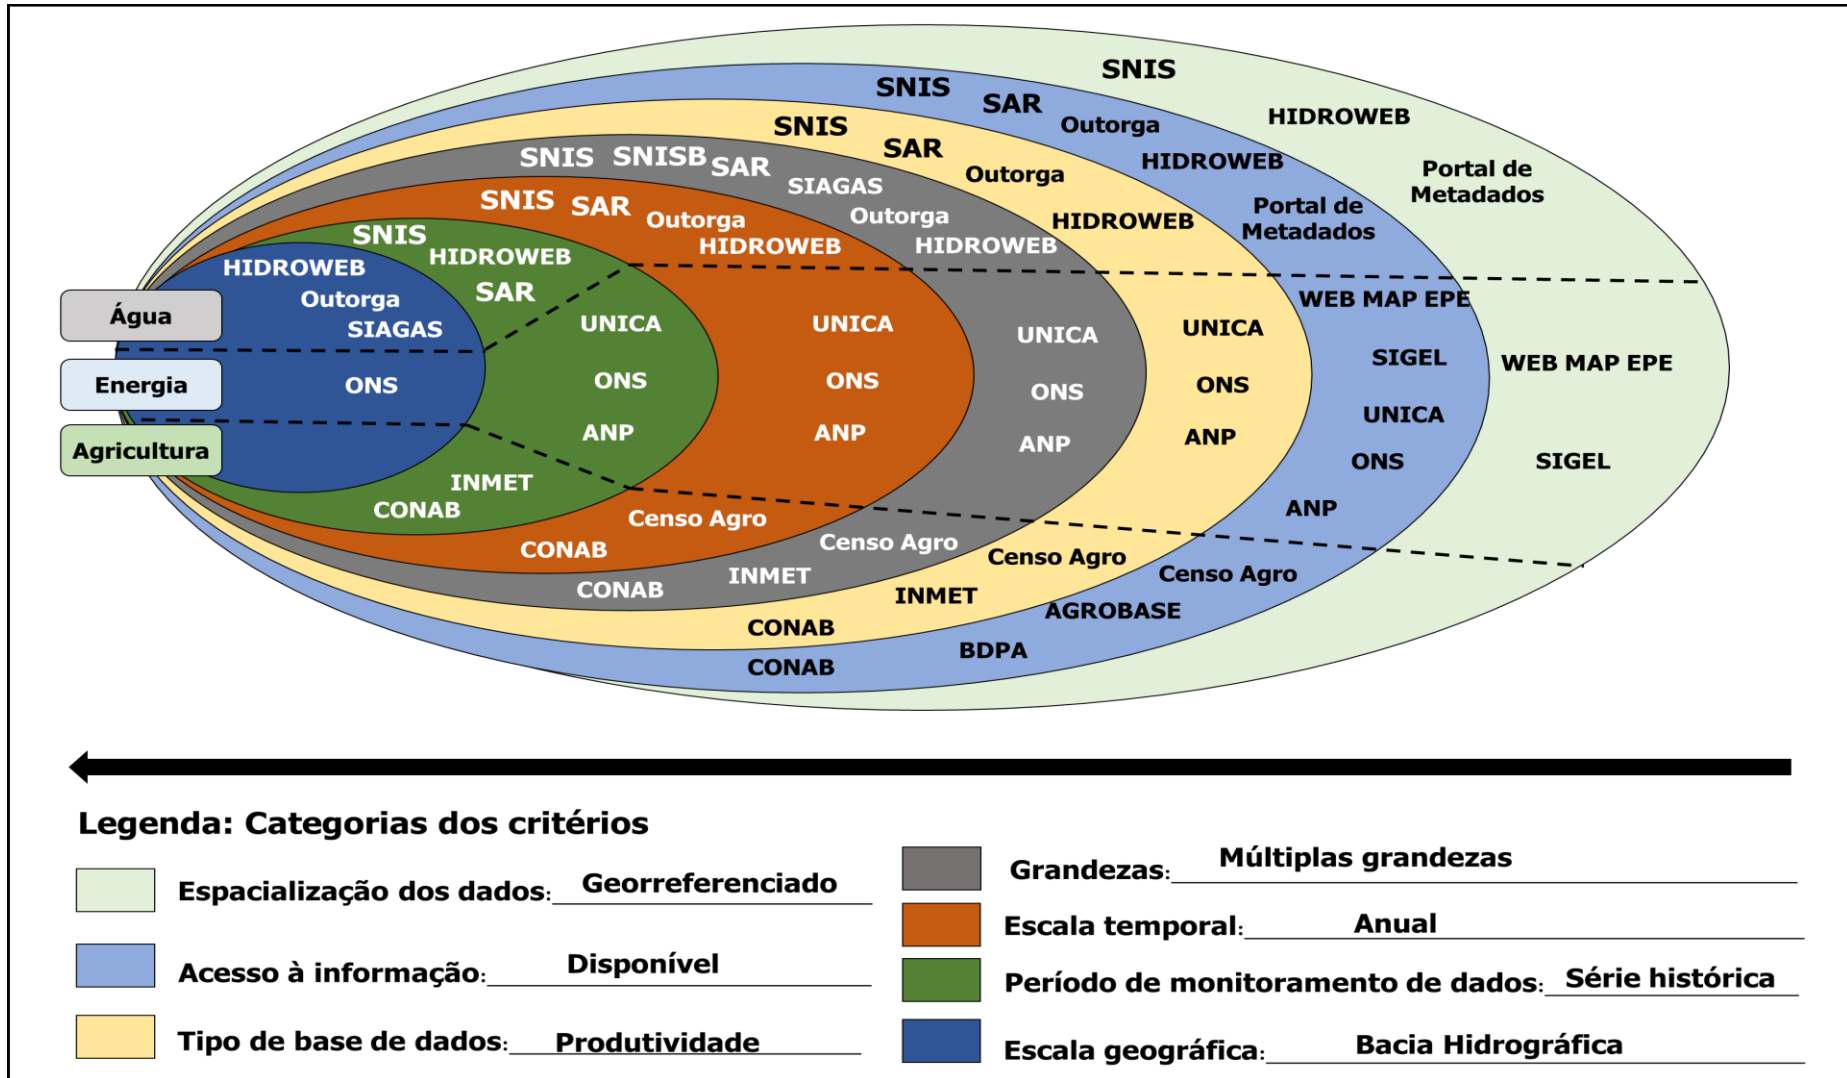 Água
Energia
Agricultura
HIDROWEB
Outorga
SIAGAS
ONS
SNIS
HIDROWEB
SAR
UNICA
ONS
ANP
INMET
CONAB
SNIS
SAR
Outorga
HIDROWEB
UNICA
ONS
ANP
Censo Agro
CONAB
SNIS
SNISB
SAR
SIAGAS
Outorga
HIDROWEB
UNICA
ONS
ANP
Censo Agro
INMET
CONAB
SNIS
SAR
Outorga
HIDROWEB
UNICA
ONS
ANP
Censo Agro
INMET
CONAB
SNIS
SAR
Outorga
HIDROWEB
Portal de
Metadados
WEB MAP EPE
SIGEL
UNICA
ONS
ANP
Censo Agro
AGROBASE
BDPA
CONAB
SNIS
HIDROWEB
Portal de
Metadados
WEB MAP EPE
SIGEL
Legenda: Categorias dos critérios
Espacialização dos dados: Georreferenciado
Acesso à informação: Disponível
Tipo de base de dados: Produtividade
Grandezas: Múltiplas grandezas
Escala temporal: Anual
Período de monitoramento de dados: Série histórica
Escala geográfica: Bacia Hidrográfica